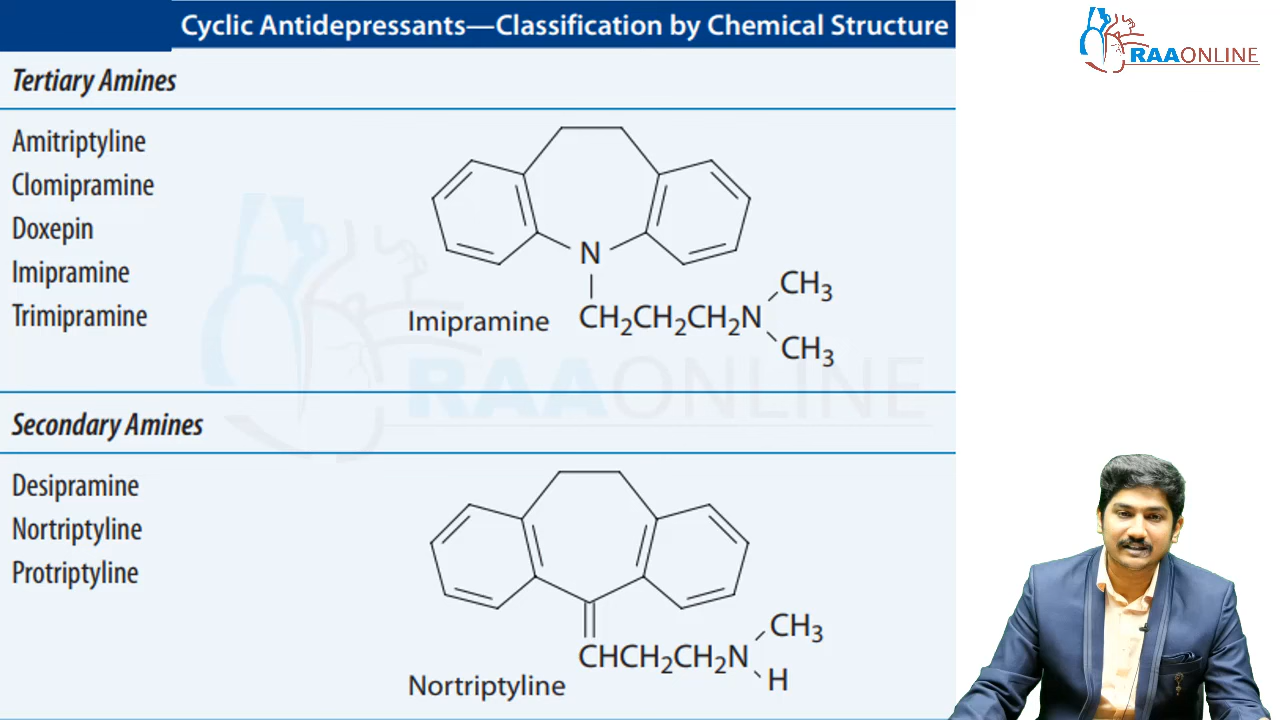 Cyclic Antidepressants—Classification by Chemical Structure
RAAONLINE
Tertiary Amines
Amitriptyline
Clomipramine
Doxepin
Imipramine
Trimipramine
N
CH₃
Imipramine CH₂CH₂CH₂N
CH₃
RAAONLINE
Secondary Amines
Desipramine
Nortriptyline
Protriptyline
CH₃
CHCH₂CH₂N
H
Nortriptyline